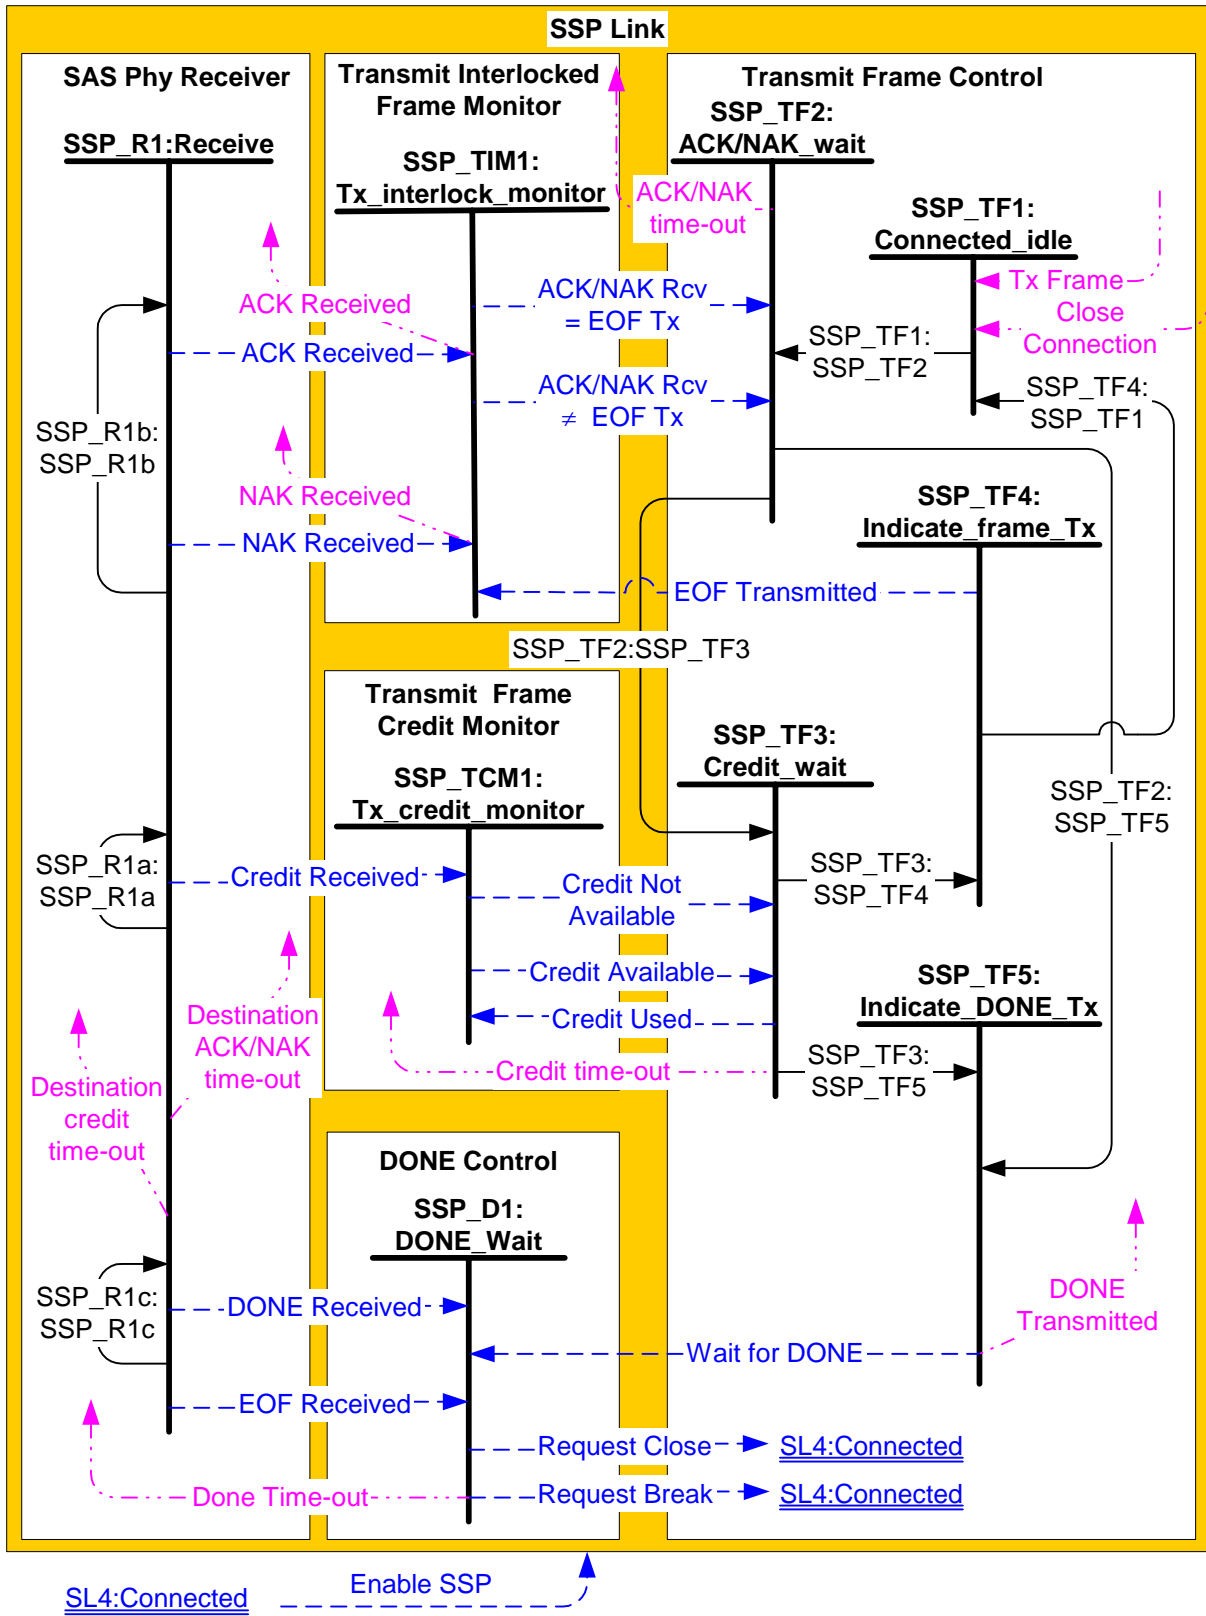 SSP Link
SAS Phy Receiver
SSP_R1:Receive
SSP_R1b:
SSP_R1b
SSP_R1a:
SSP_R1a
SSP_R1c:
SSP_R1c
ACK Received
ACK Received
NAK Received
NAK Received
Credit Received
Destination
ACK/NAK
time-out
Destination
credit
time-out
DONE Received
EOF Received
Done Time-out
Transmit Interlocked
Frame Monitor
SSP_TIM1:
Tx_interlock_monitor
ACK/NAK Rcv
= EOF Tx
ACK/NAK Rcv
≠ EOF Tx
EOF Transmitted
Transmit Frame
Credit Monitor
SSP_TCM1:
Tx_credit_monitor
Credit Not
Available
Credit Available
Credit Used
Credit time-out
DONE Control
SSP_D1:
DONE_Wait
Wait for DONE
Request Close
SL4:Connected
Request Break
SL4:Connected
Transmit Frame Control
SSP_TF2:
ACK/NAK_wait
ACK/NAK
time-out
SSP_TF1:
Connected_idle
Tx Frame
Close
Connection
SSP_TF1:
SSP_TF2
SSP_TF4:
SSP_TF1
SSP_TF4:
Indicate_frame_Tx
SSP_TF2:SSP_TF3
SSP_TF3:
Credit_wait
SSP_TF2:
SSP_TF5
SSP_TF3:
SSP_TF4
SSP_TF5:
Indicate_DONE_Tx
SSP_TF3:
SSP_TF5
DONE
Transmitted
SL4:Connected
Enable SSP